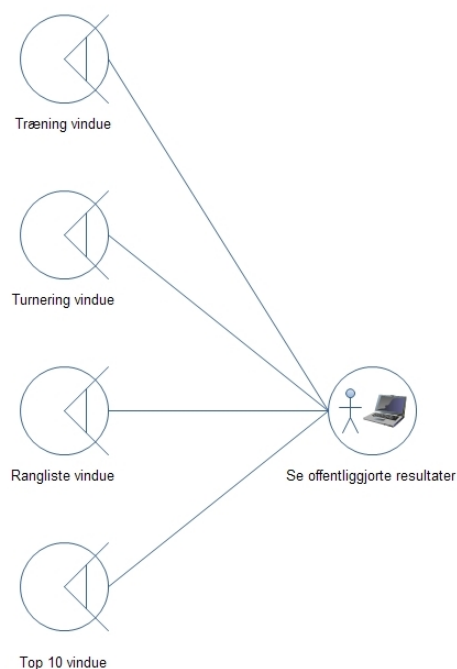 Træning vindue
Turnering vindue
Rangliste vindue
Se offentliggjorte resultater
Top 10 vindue